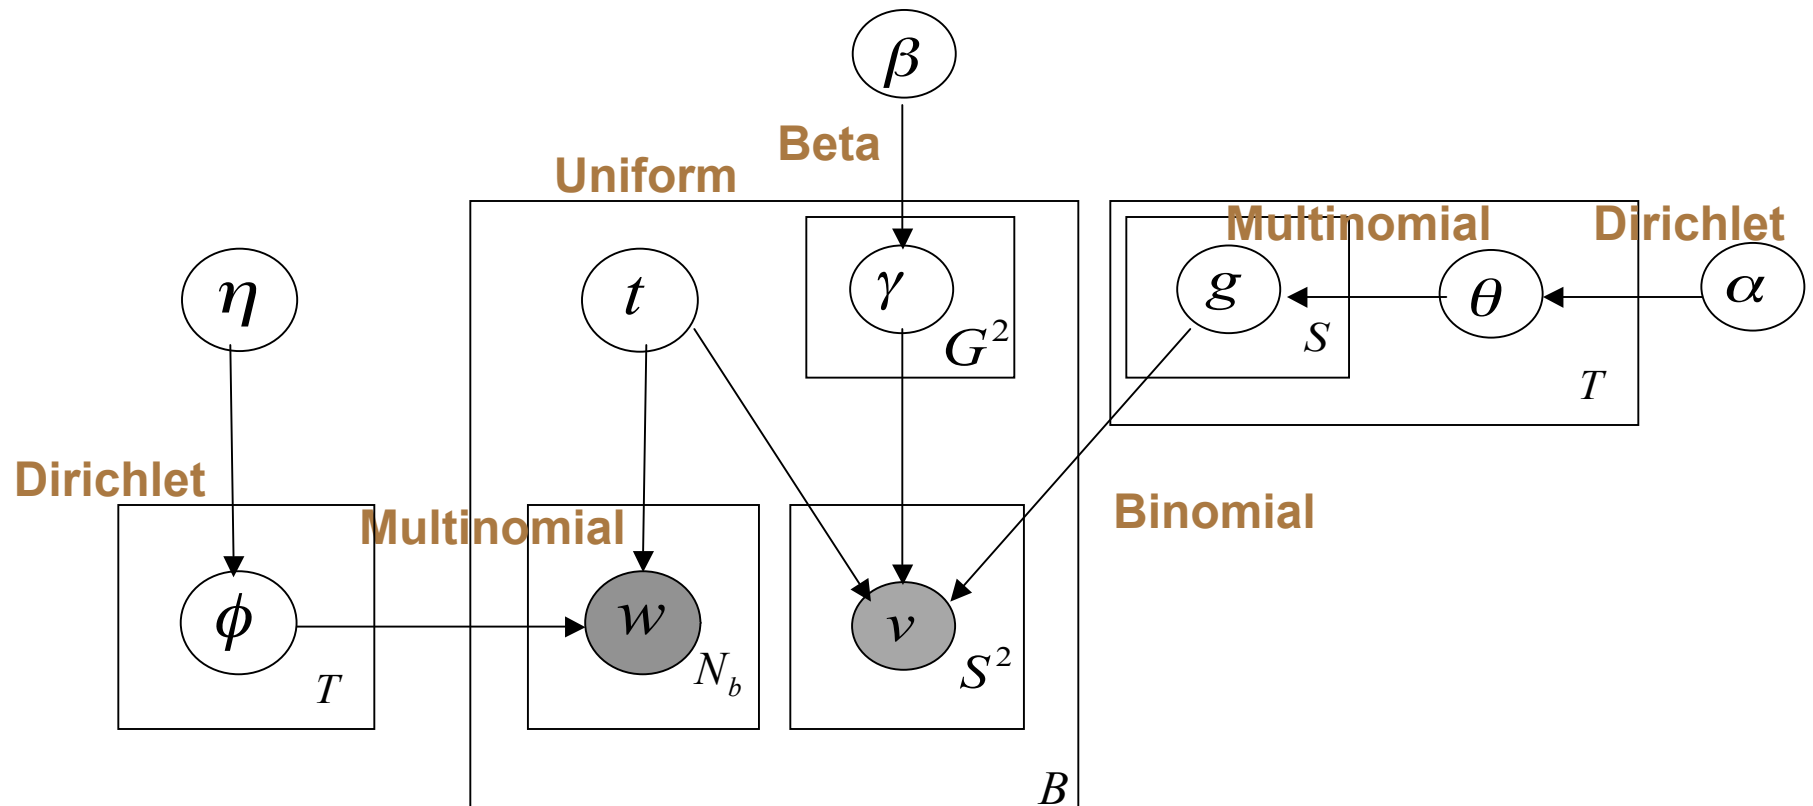 β
Beta
Uniform
Multinomial
Dirichlet
η
t
γ
G²
g
S
θ
α
T
Dirichlet
Multinomial
Binomial
ϕ
T
w
N_b
v
S²
B